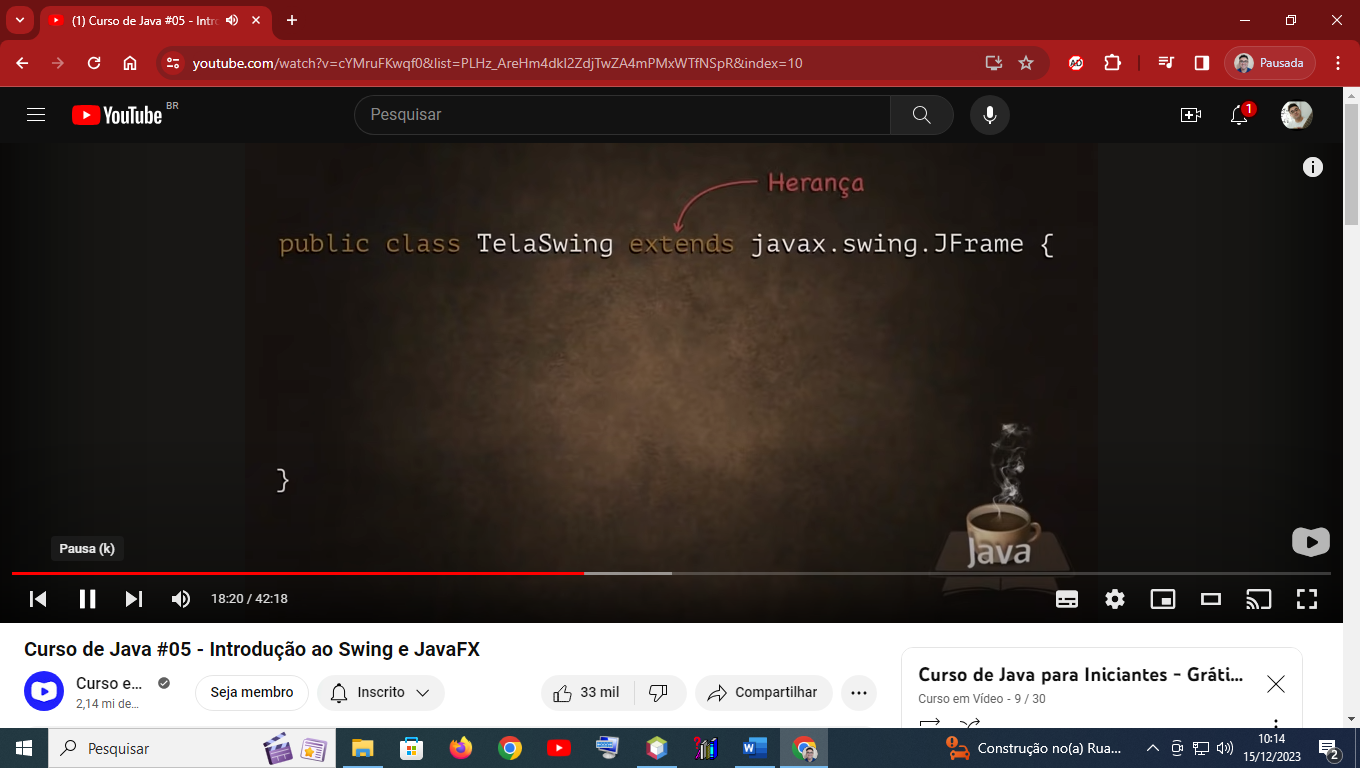 (1) Curso de Java #05 - Intro
youtube.com/watch?v=cYMruFKwqf0&list=PLHz_AreHm4dkI2ZdjTwZA4mPMxWTfNSpR&index=10
Pausada
YouTube BR
Pesquisar
1
Herança
public class TelaSwing extends javax.swing.JFrame {
}
Java
Pausa (k)
18:20 / 42:18
Curso de Java #05 - Introdução ao Swing e JavaFX
Curso e...
2,14 mi de...
Seja membro
Inscrito
33 mil
Compartilhar
Curso de Java para Iniciantes - Gráti...
Curso em Vídeo - 9 / 30
Pesquisar
Construção no(a) Rua...
10:14
15/12/2023
2